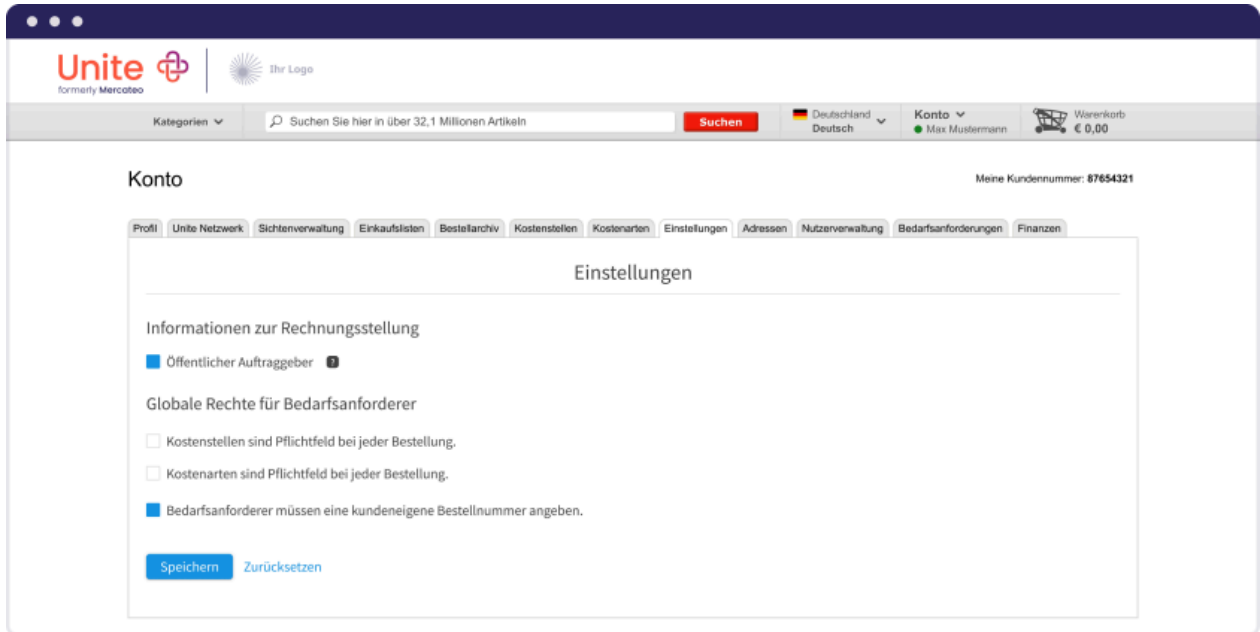 Unite
formerly Mercateo
Ihr Logo
Kategorien
Suchen Sie hier in über 32,1 Millionen Artikeln
Suchen
Deutschland
Deutsch
Konto
Max Mustermann
Warenkorb
€ 0,00
Konto
Meine Kundennummer: 87654321
Profil Unite Netzwerk Sichtenverwaltung Einkaufslisten Bestellarchiv Kostenstellen Kostenarten Einstellungen Adressen Nutzerverwaltung Bedarfsanforderungen Finanzen
Einstellungen
Informationen zur Rechnungsstellung
Öffentlicher Auftraggeber ?
Globale Rechte für Bedarfsanforderer
Kostenstellen sind Pflichtfeld bei jeder Bestellung.
Kostenarten sind Pflichtfeld bei jeder Bestellung.
Bedarfsanforderer müssen eine kundeneigene Bestellnummer angeben.
Speichern Zurücksetzen